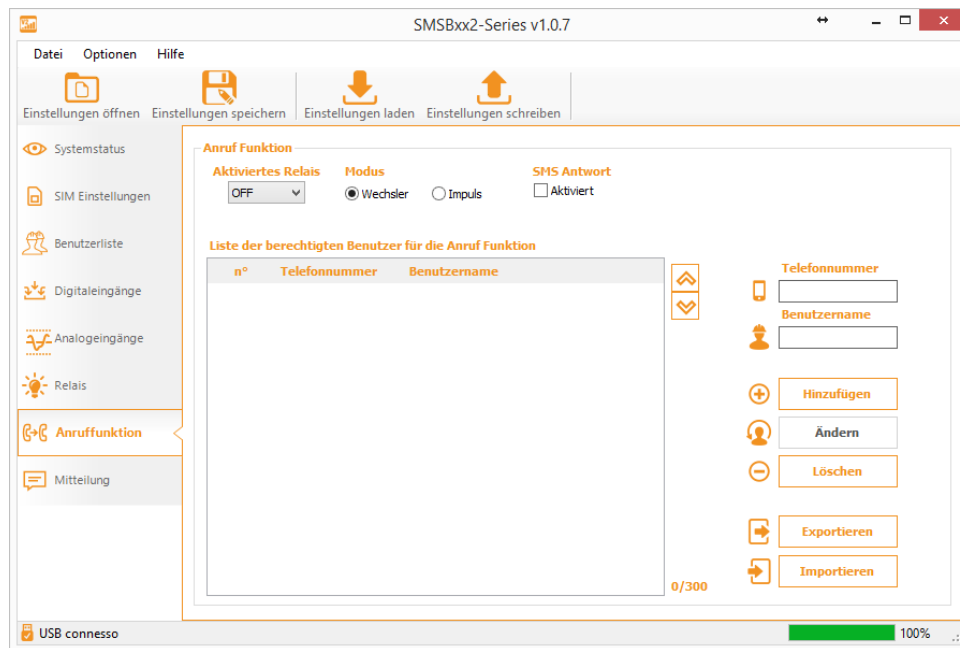 SMSBxx2-Series v1.0.7
Datei Optionen Hilfe
Einstellungen öffnen Einstellungen speichern Einstellungen laden Einstellungen schreiben
Systemstatus
SIM Einstellungen
Benutzerliste
Digitaleingänge
Analogeingänge
Relais
Anruffunktion
Mitteilung
Anruf Funktion
Aktiviertes Relais Modus SMS Antwort
OFF Wechsler Impuls Aktiviert
Liste der berechtigten Benutzer für die Anruf Funktion
n° Telefonnummer Benutzername
0/300
Telefonnummer
Benutzername
Hinzufügen
Ändern
Löschen
Exportieren
Importieren
USB connesso 100%